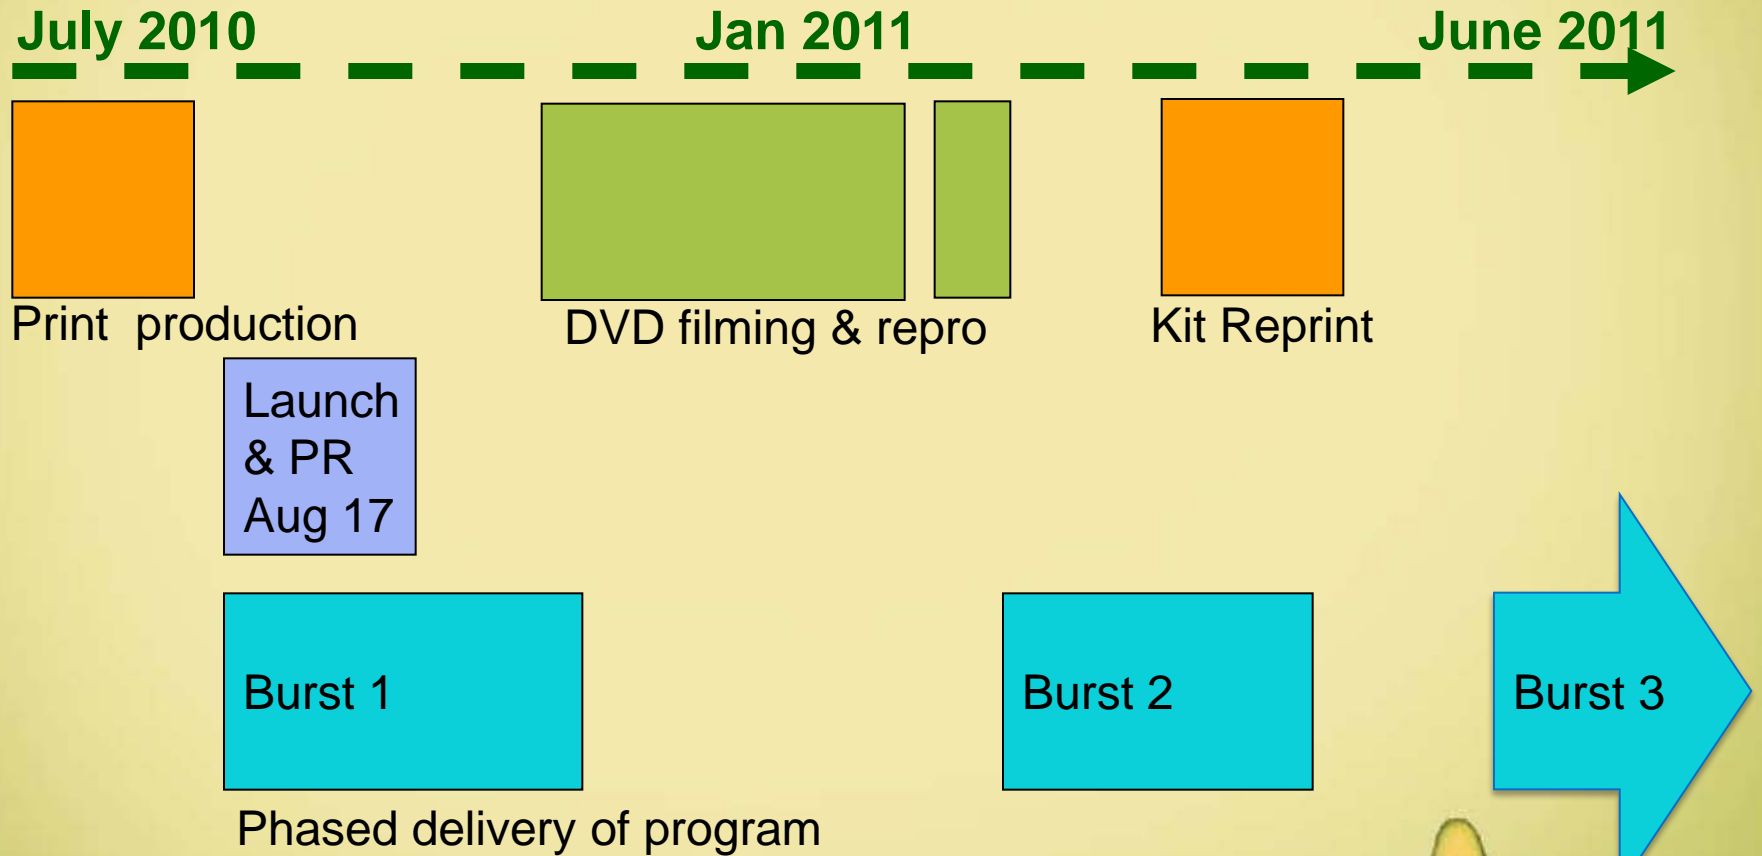 July 2010
Jan 2011
June 2011
Print  production
DVD filming & repro
Kit Reprint
Launch
& PR
Aug 17
Burst 1
Burst 2
Burst 3
Phased delivery of program